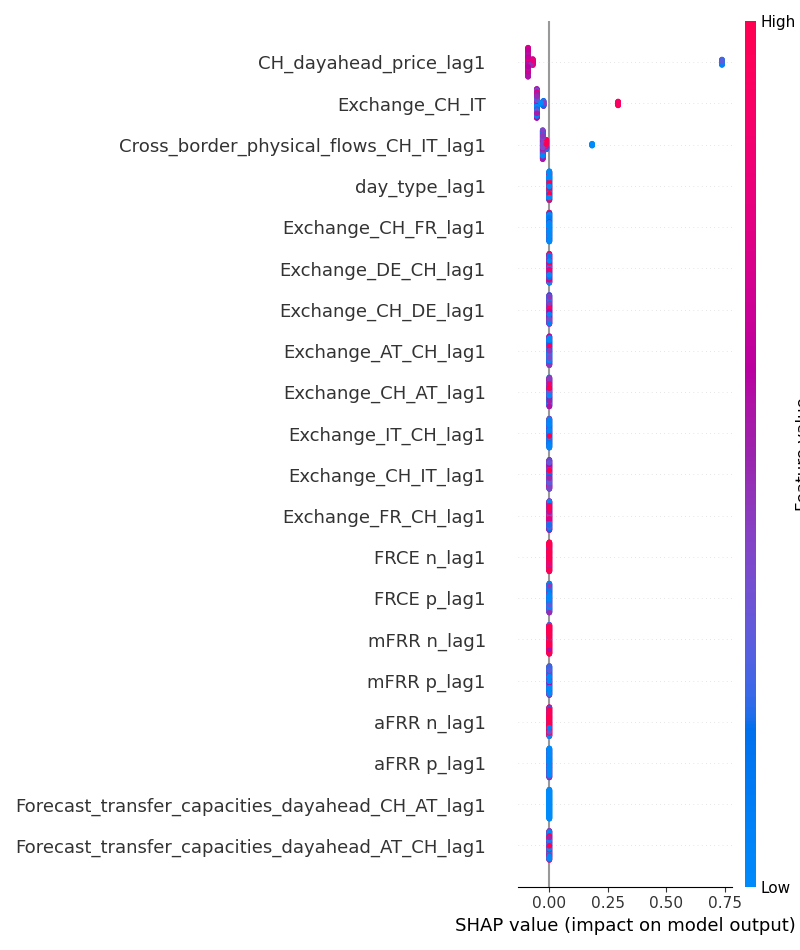 High
CH_dayahead_price_lag1
Exchange_CH_IT
Cross_border_physical_flows_CH_IT_lag1
day_type_lag1
Exchange_CH_FR_lag1
Exchange_DE_CH_lag1
Exchange_CH_DE_lag1
Exchange_AT_CH_lag1
Exchange_CH_AT_lag1
Exchange_IT_CH_lag1
Exchange_CH_IT_lag1
Exchange_FR_CH_lag1
FRCE n_lag1
FRCE p_lag1
mFRR n_lag1
mFRR p_lag1
aFRR n_lag1
aFRR p_lag1
Forecast_transfer_capacities_dayahead_CH_AT_lag1
Forecast_transfer_capacities_dayahead_AT_CH_lag1
Low
0.00 0.25 0.50 0.75
SHAP value (impact on model output)